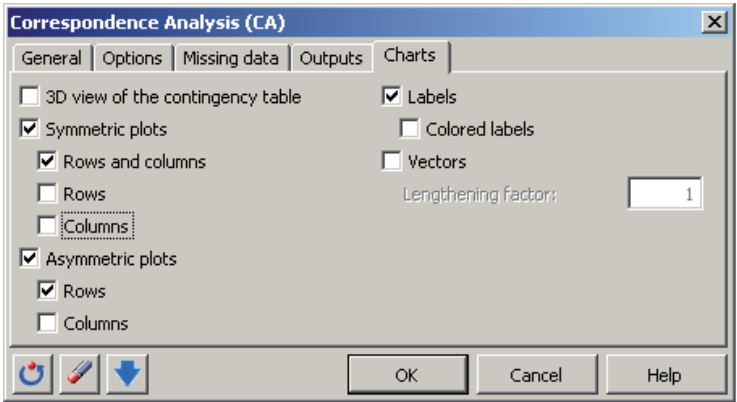 Correspondence Analysis (CA)
General Options Missing data Outputs Charts
3D view of the contingency table
Symmetric plots
Rows and columns
Rows
Columns
Asymmetric plots
Rows
Columns
Labels
Colored labels
Vectors
Lengthening factor: 1
OK Cancel Help